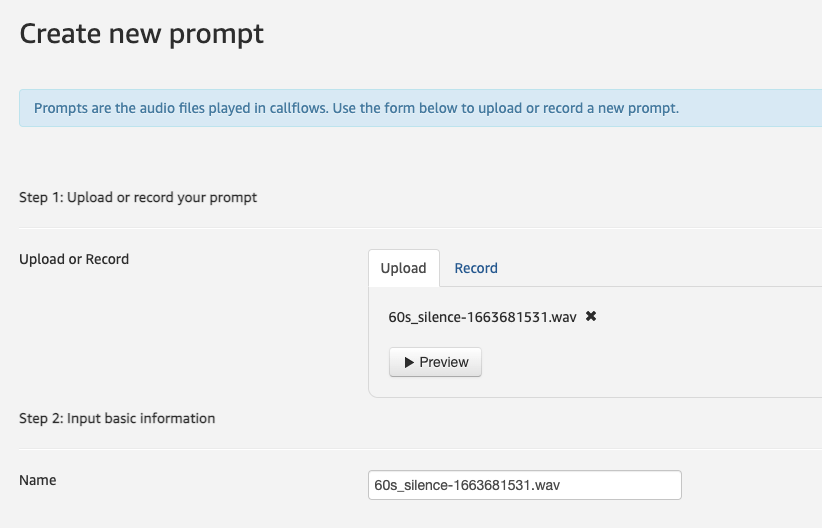 Create new prompt
Prompts are the audio files played in callflows. Use the form below to upload or record a new prompt.
Step 1: Upload or record your prompt
Upload or Record
Upload Record
60s_silence-1663681531.wav ✖
▶ Preview
Step 2: Input basic information
Name
60s_silence-1663681531.wav